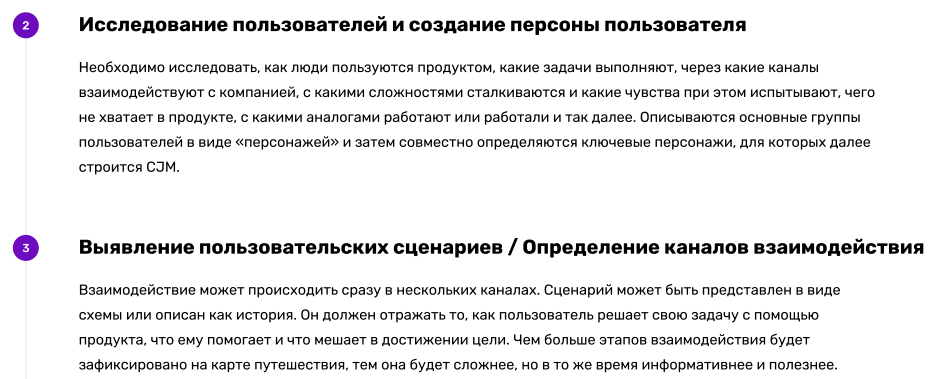 2
Исследование пользователей и создание персоны пользователя
Необходимо исследовать, как люди пользуются продуктом, какие задачи выполняют, через какие каналы
взаимодействуют с компанией, с какими сложностями сталкиваются и какие чувства при этом испытывают, чего
не хватает в продукте, с какими аналогами работают или работали и так далее. Описываются основные группы
пользователей в виде «персонажей» и затем совместно определяются ключевые персонажи, для которых далее
строится CJM.
3
Выявление пользовательских сценариев / Определение каналов взаимодействия
Взаимодействие может происходить сразу в нескольких каналах. Сценарий может быть представлен в виде
схемы или описан как история. Он должен отражать то, как пользователь решает свою задачу с помощью
продукта, что ему помогает и что мешает в достижении цели. Чем больше этапов взаимодействия будет
зафиксировано на карте путешествия, тем она будет сложнее, но в то же время информативнее и полезнее.